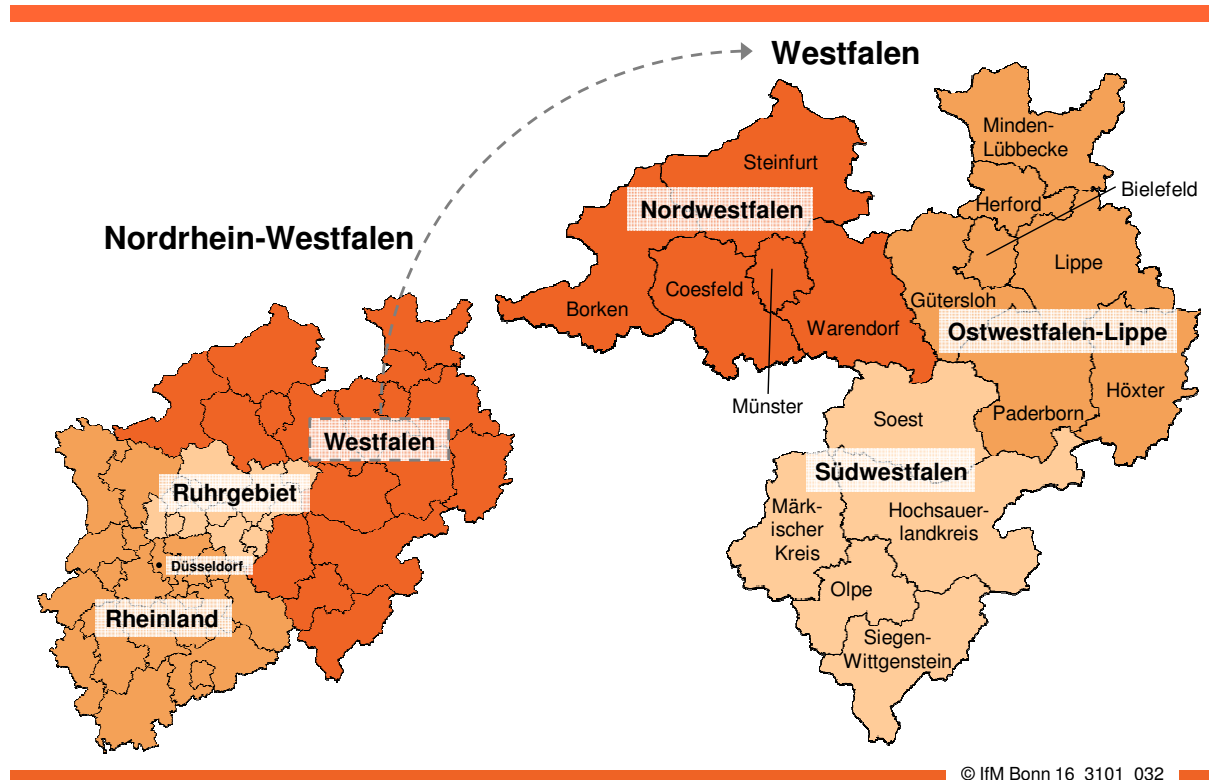 Westfalen
Nordrhein-Westfalen
Westfalen
Ruhrgebiet
Düsseldorf
Rheinland
Minden-
Lübbecke
Steinfurt
Bielefeld
Herford
Nordwestfalen
Lippe
Coesfeld
Gütersloh
Borken
Warendorf
Ostwestfalen-Lippe
Höxter
Münster
Paderborn
Soest
Südwestfalen
Märk-
ischer
Kreis
Hochsauer-
landkreis
Olpe
Siegen-
Wittgenstein
© IfM Bonn 16 3101 032